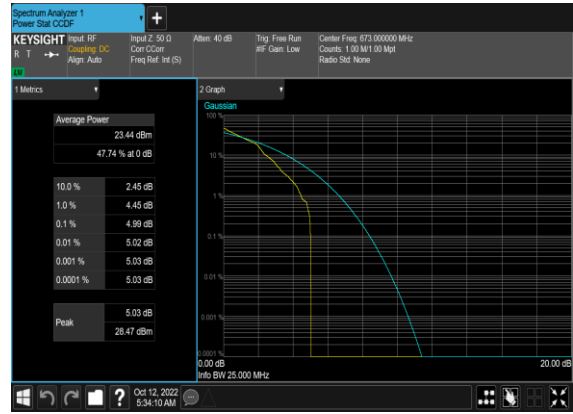 Spectrum Analyzer 1
Power Stat CCDF
KEYSIGHT
R T
LXI
Input: RF
Coupling: DC
Align: Auto
Input Z: 50 Ω
Corr CCorr
Freq Ref: Int (S)
Atten: 40 dB
Trig: Free Run
#IF Gain: Low
Center Freq: 673.000000 MHz
Counts: 1.00 M/1.00 Mpt
Radio Std: None
1 Metrics
Average Power
23.44 dBm
47.74 % at 0 dB
10.0 % 2.45 dB
1.0 % 4.45 dB
0.1 % 4.99 dB
0.01 % 5.02 dB
0.001 % 5.03 dB
0.0001 % 5.03 dB
Peak
5.03 dB
28.47 dBm
2 Graph
Gaussian
100 %
10 %
1 %
0.1 %
0.01 %
0.001 %
0.0001 %
0.00 dB 20.00 dB
Info BW 25.000 MHz
?
Oct 12, 2022
5:34:10 AM